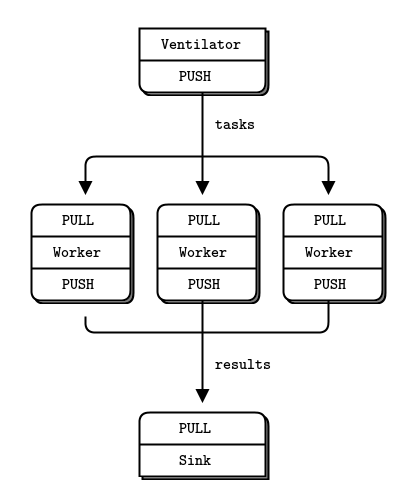 Ventilator
PUSH
tasks
PULL PULL PULL
Worker Worker Worker
PUSH PUSH PUSH
results
PULL
Sink